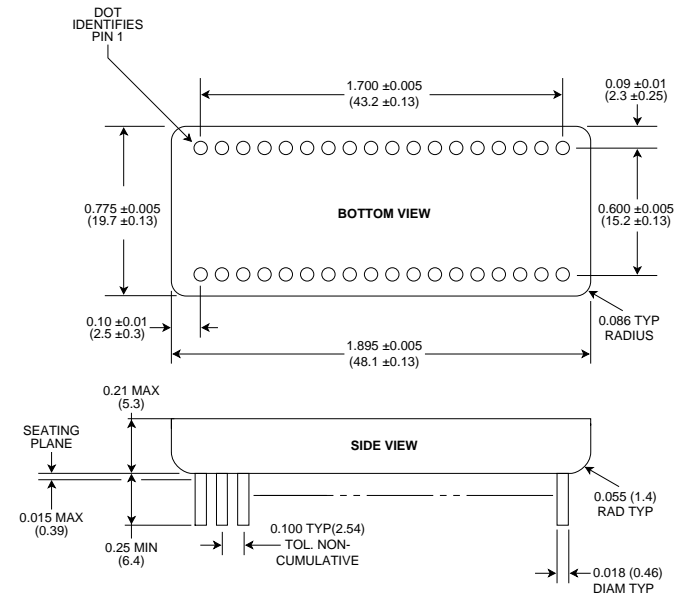 DOT
IDENTIFIES
PIN 1
1.700 ±0.005
(43.2 ±0.13)
0.09 ±0.01
(2.3 ±0.25)
0.775 ±0.005
(19.7 ±0.13)
BOTTOM VIEW
0.600 ±0.005
(15.2 ±0.13)
0.10 ±0.01
(2.5 ±0.3)
1.895 ±0.005
(48.1 ±0.13)
0.086 TYP
RADIUS
0.21 MAX
(5.3)
SEATING
PLANE
SIDE VIEW
0.015 MAX
(0.39)
0.25 MIN
(6.4)
0.100 TYP(2.54)
TOL. NON-
CUMULATIVE
0.055 (1.4)
RAD TYP
0.018 (0.46)
DIAM TYP